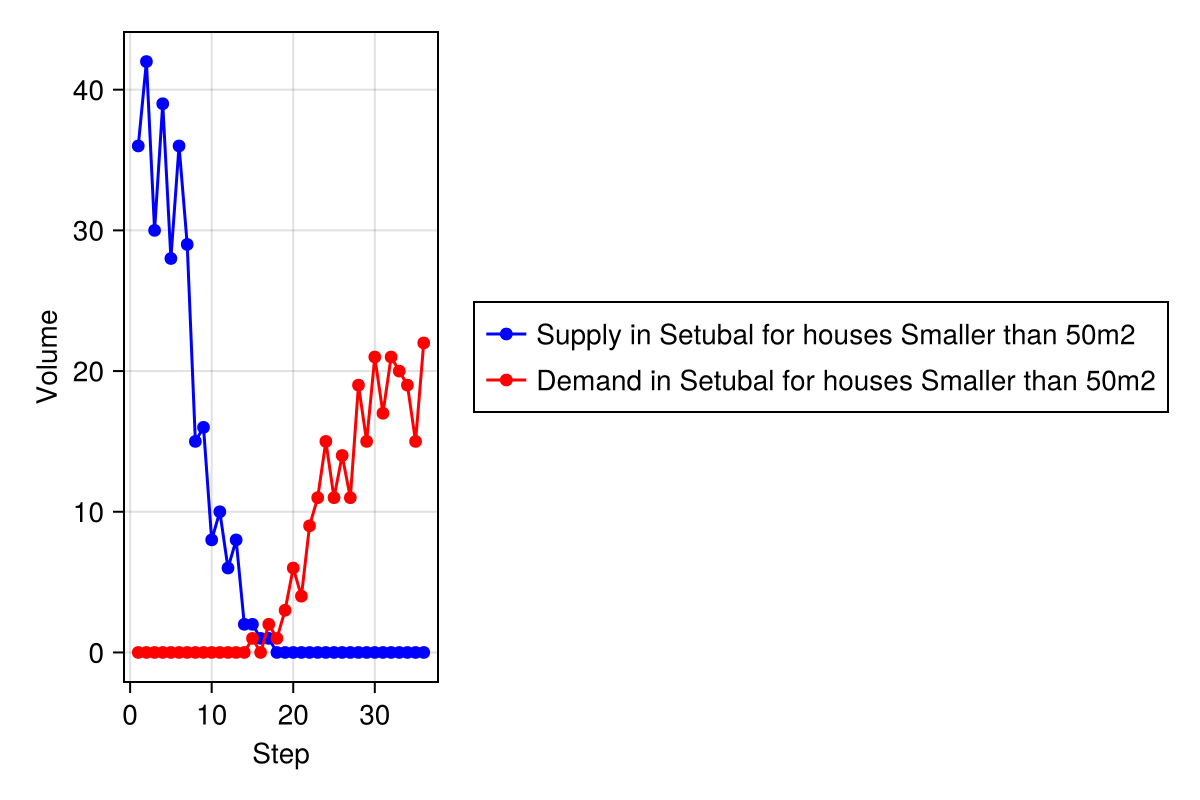 Volume
40
30
20
10
0
0 10 20 30
Step
Supply in Setubal for houses Smaller than 50m2
Demand in Setubal for houses Smaller than 50m2